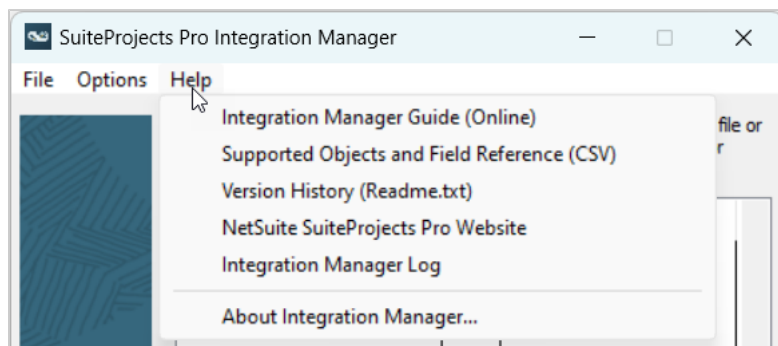 SuiteProjects Pro Integration Manager
File Options Help
Integration Manager Guide (Online)
file or
Supported Objects and Field Reference (CSV)
r
Version History (Readme.txt)
NetSuite SuiteProjects Pro Website
Integration Manager Log
About Integration Manager...